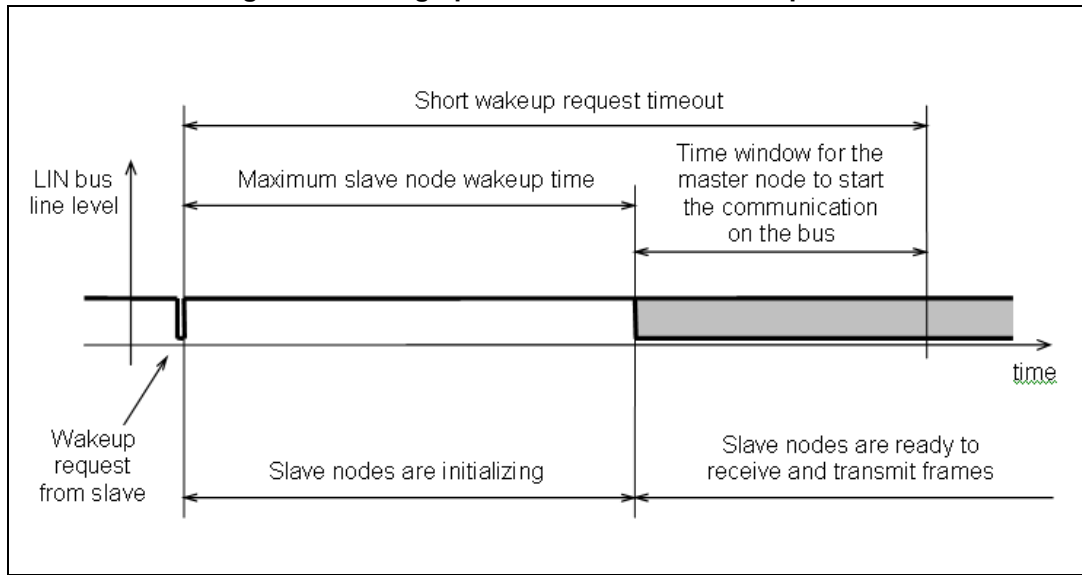 Short wakeup request timeout
LIN bus
line level
Maximum slave node wakeup time
Time window for the
master node to start
the communication
on the bus
time
Wakeup
request
from slave
Slave nodes are initializing
Slave nodes are ready to
receive and transmit frames